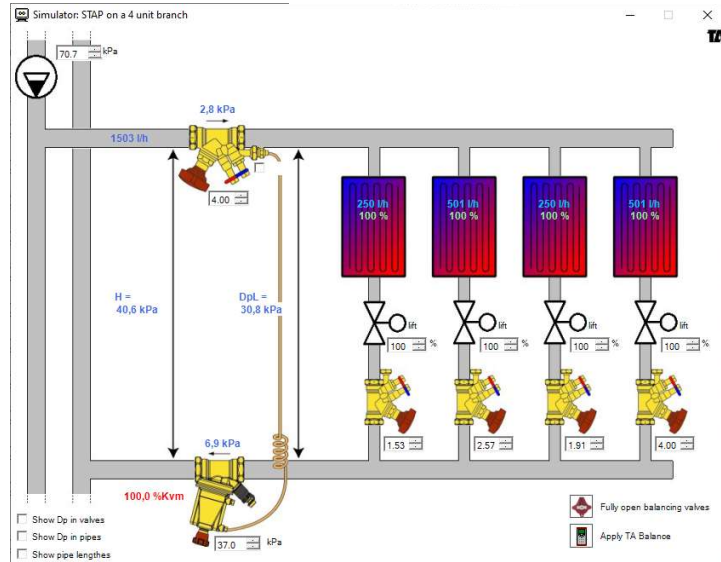 Simulator: STAP on a 4 unit branch
TA
70.7 kPa
2,8 kPa
1503 l/h
4.00
250 l/h
100 %
501 l/h
100 %
250 l/h
100 %
501 l/h
100 %
H =
40,6 kPa
DpL =
30,8 kPa
lift
100 %
lift
100 %
lift
100 %
lift
100 %
1.53
2.57
1.91
4.00
6,9 kPa
100,0 %Kvm
37.0 kPa
Show Dp in valves
Show Dp in pipes
Show pipe lengthes
Fully open balancing valves
Apply TA Balance